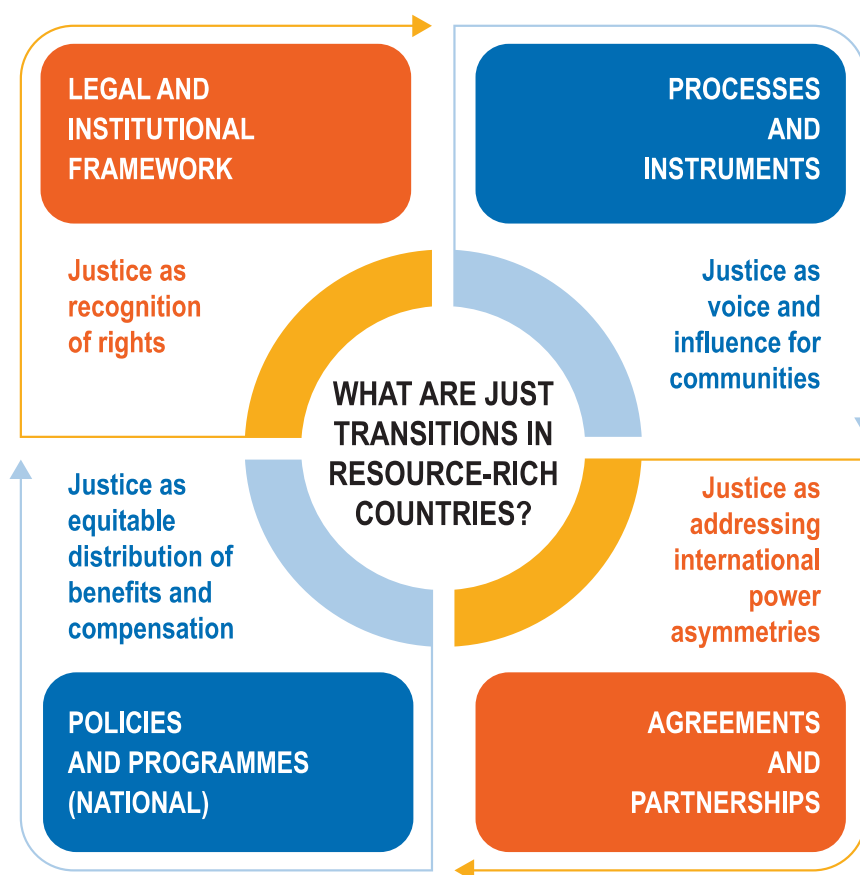 LEGAL AND
INSTITUTIONAL
FRAMEWORK
PROCESSES
AND
INSTRUMENTS
Justice as
recognition
of rights
Justice as
voice and
influence for
communities
WHAT ARE JUST
TRANSITIONS IN
RESOURCE-RICH
COUNTRIES?
Justice as
equitable
distribution of
benefits and
compensation
Justice as
addressing
international
power
asymmetries
POLICIES
AND PROGRAMMES
(NATIONAL)
AGREEMENTS
AND
PARTNERSHIPS